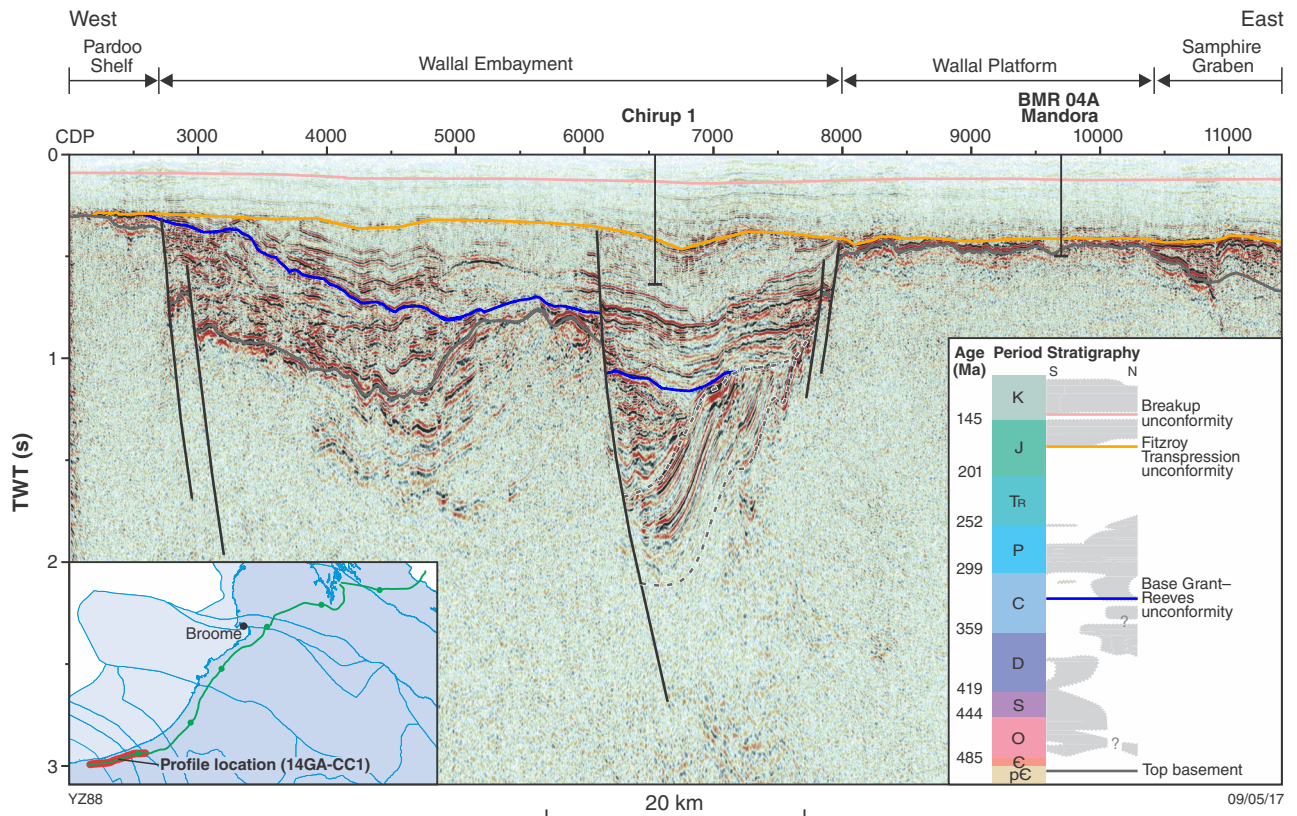 West
East
Pardoo
Shelf
Wallal Embayment
Wallal Platform
Samphire
Graben
Chirup 1
BMR 04A
Mandora
CDP 3000 4000 5000 6000 7000 8000 9000 10000 11000
0
1
2
3
TWT (s)
Age
(Ma)
Period Stratigraphy
S N
K
145
J
201
TR
252
P
299
C
359
D
419
S
444
O
485
Є
pЄ
Breakup
unconformity
Fitzroy
Transpression
unconformity
Base Grant–
Reeves
unconformity
?
?
Top basement
Broome
Profile location (14GA-CC1)
YZ88
20 km
09/05/17